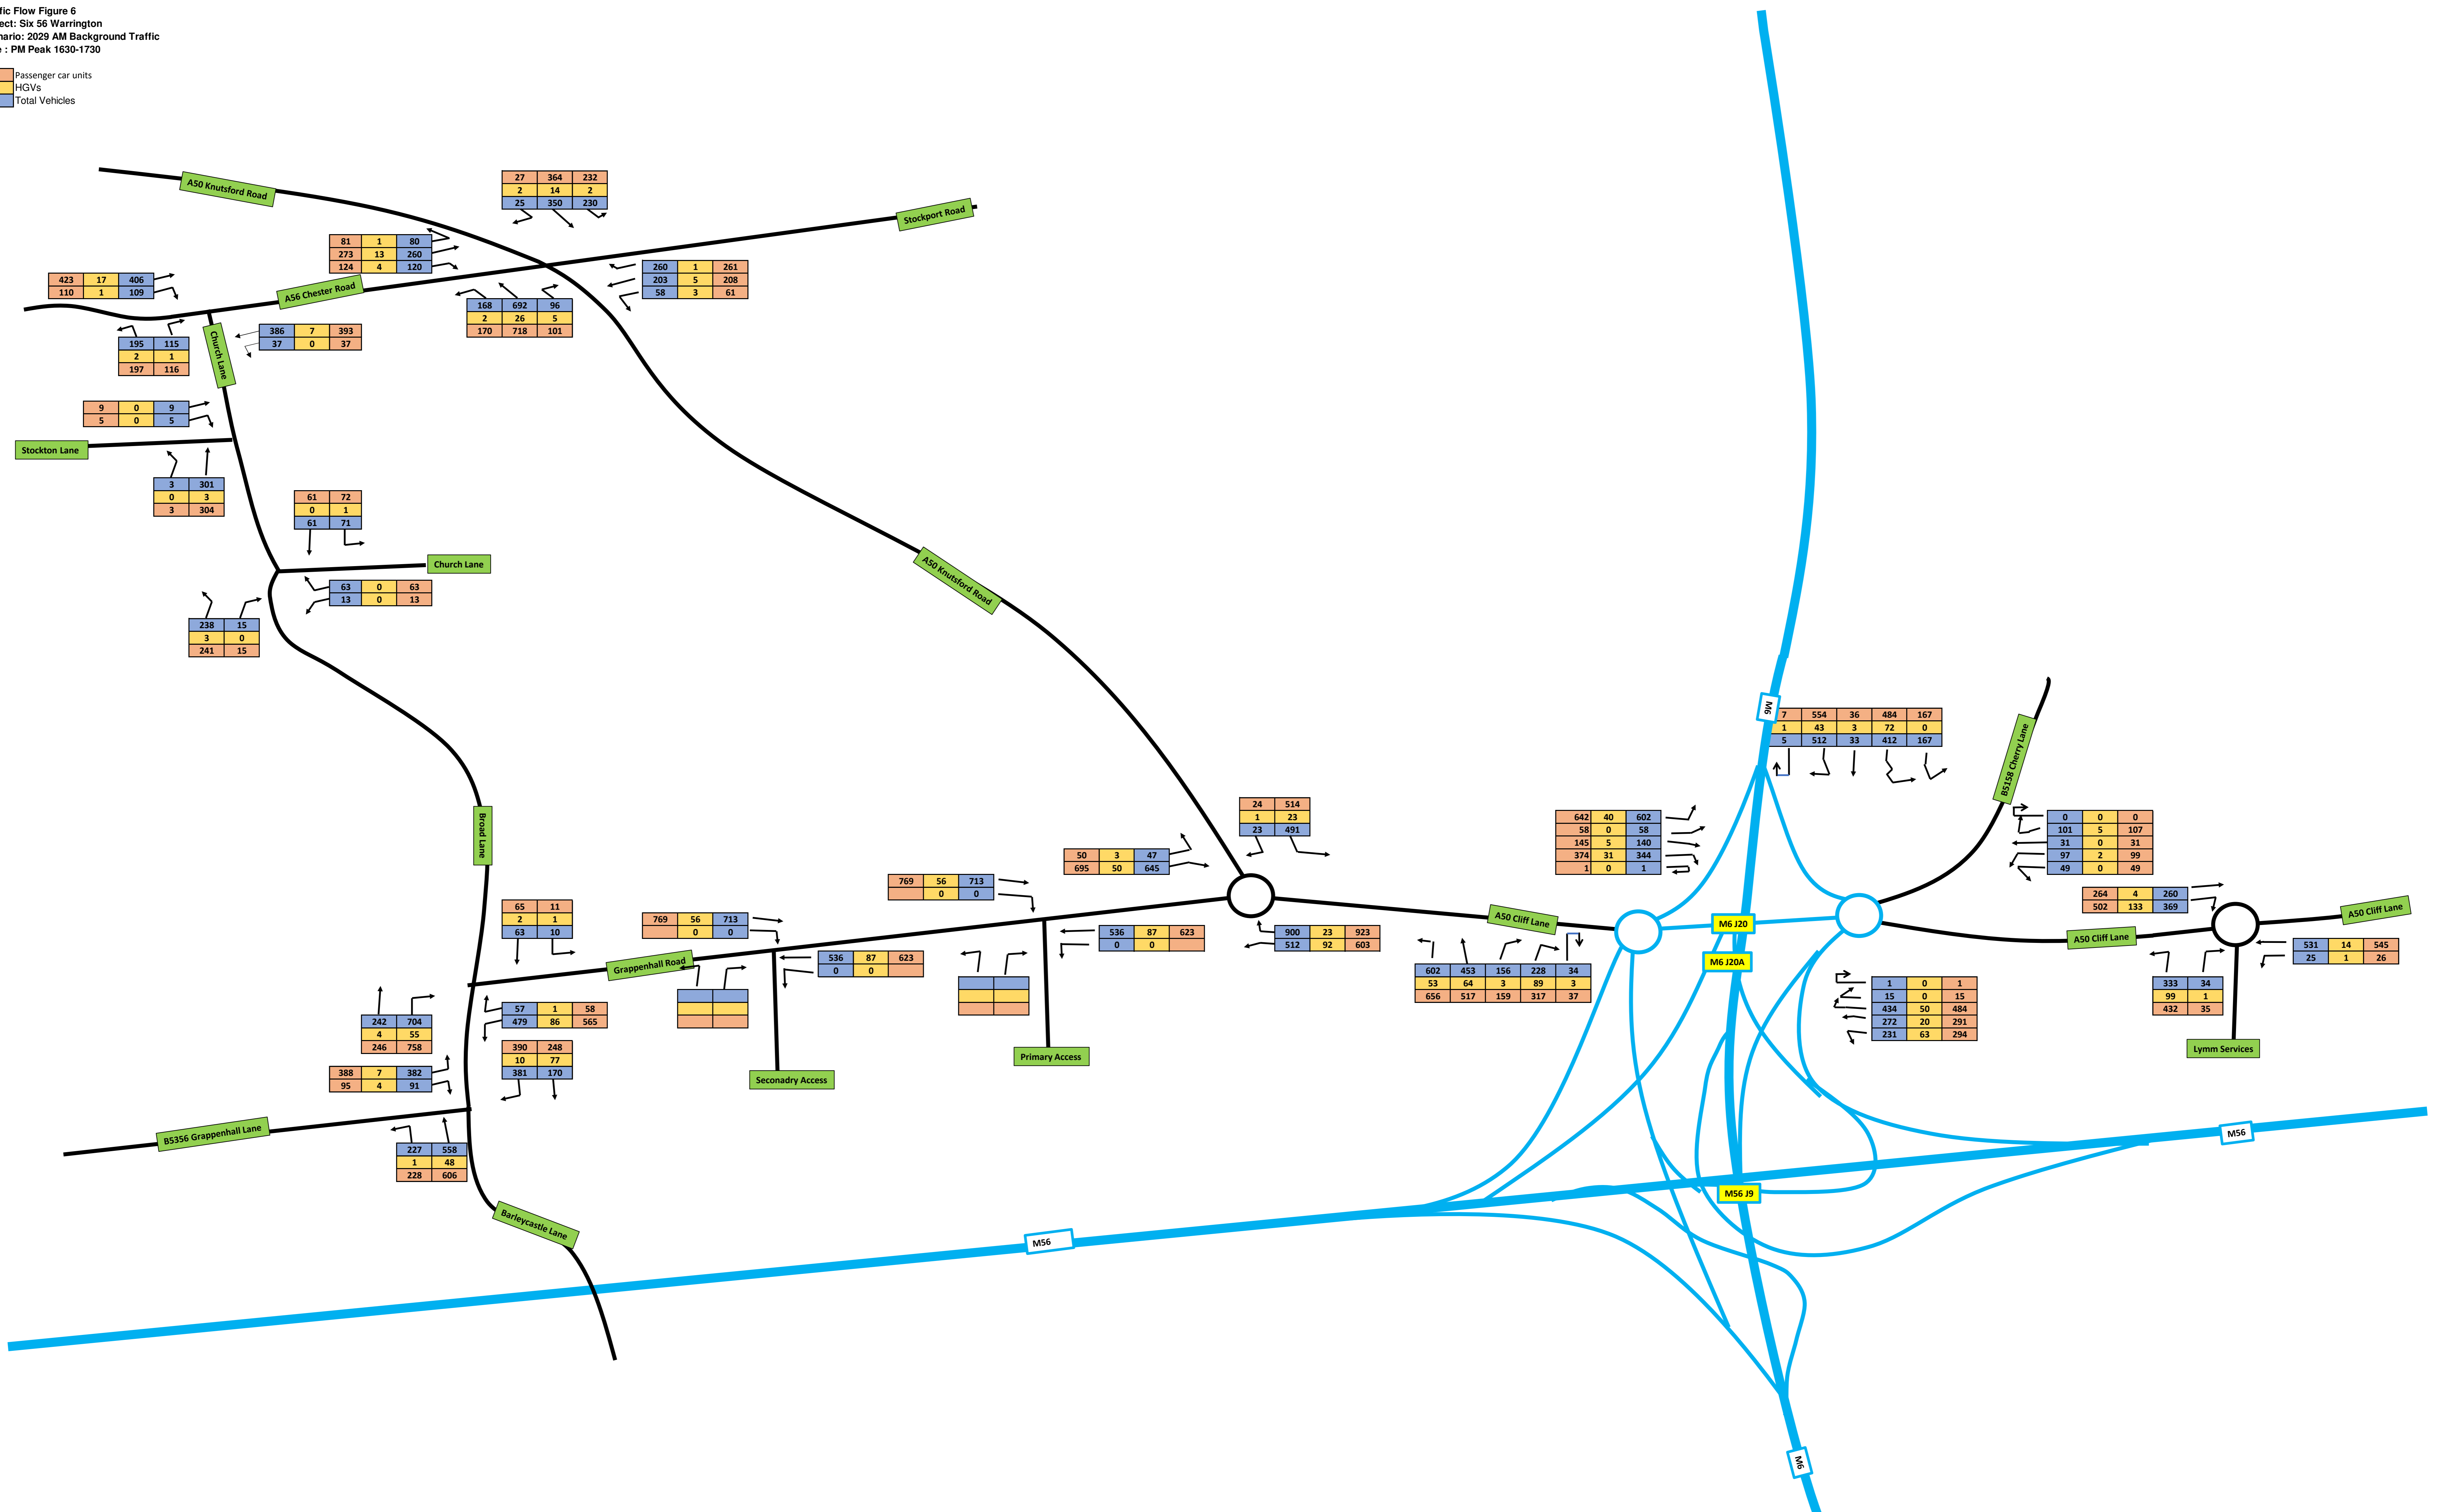 fic Flow Figure 6
ect: Six 56 Warrington
nario: 2029 AM Background Traffic
e : PM Peak 1630-1730
Passenger car units
HGVs
Total Vehicles
A50 Knutsford Road
27 364 232
2 14 2
25 350 230
Stockport Road
81 1 80
273 13 260
124 4 120
423 17 406
110 1 109
A56 Chester Road
260 1 261
203 5 208
58 3 61
168 692 96
2 26 5
170 718 101
195 115
2 1
197 116
Church Lane
386 7 393
37 0 37
9 0 9
5 0 5
Stockton Lane
3 301
0 3
3 304
61 72
0 1
61 71
Church Lane
63 0 63
13 0 13
238 15
3 0
241 15
A50 Knutsford Road
M6
7 554 36 484 167
1 43 3 72 0
5 512 33 412 167
B5158 Cherry Lane
Broad Lane
24 514
1 23
23 491
50 3 47
695 50 645
642 40 602
58 0 58
145 5 140
374 31 344
1 0 1
0 0 0
101 5 107
31 0 31
97 2 99
49 0 49
264 4 260
502 133 369
769 56 713
0 0
65 11
2 1
63 10
769 56 713
0 0
A50 Cliff Lane
M6 J20
A50 Cliff Lane
A50 Cliff Lane
536 87 623
0 0
900 23 923
512 92 603
531 14 545
25 1 26
Grappenhall Road
536 87 623
0 0
M6 J20A
602 453 156 228 34
53 64 3 89 3
656 517 159 317 37
1 0 1
15 0 15
434 50 484
272 20 291
231 63 294
333 34
99 1
432 35
242 704
4 55
246 758
57 1 58
479 86 565
390 248
10 77
381 170
Primary Access
Lymm Services
388 7 382
95 4 91
Seconadry Access
B5356 Grappenhall Lane
227 558
1 48
228 606
M56
M56 J9
Barleycastle Lane
M56
M6